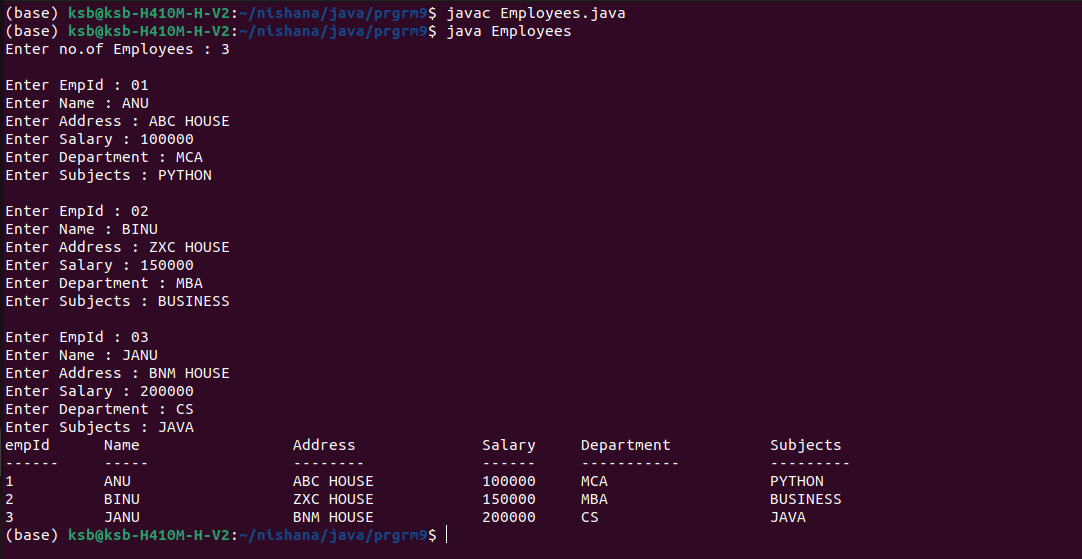 (base) ksb@ksb-H410M-H-V2:~/nishana/java/prgrm9$ javac Employees.java
(base) ksb@ksb-H410M-H-V2:~/nishana/java/prgrm9$ java Employees
Enter no.of Employees : 3

Enter EmpId : 01
Enter Name : ANU
Enter Address : ABC HOUSE
Enter Salary : 100000
Enter Department : MCA
Enter Subjects : PYTHON

Enter EmpId : 02
Enter Name : BINU
Enter Address : ZXC HOUSE
Enter Salary : 150000
Enter Department : MBA
Enter Subjects : BUSINESS

Enter EmpId : 03
Enter Name : JANU
Enter Address : BNM HOUSE
Enter Salary : 200000
Enter Department : CS
Enter Subjects : JAVA
empId      Name                 Address              Salary     Department           Subjects
------     -----                --------             ------     -----------          ---------
1          ANU                  ABC HOUSE            100000     MCA                  PYTHON
2          BINU                 ZXC HOUSE            150000     MBA                  BUSINESS
3          JANU                 BNM HOUSE            200000     CS                   JAVA
(base) ksb@ksb-H410M-H-V2:~/nishana/java/prgrm9$